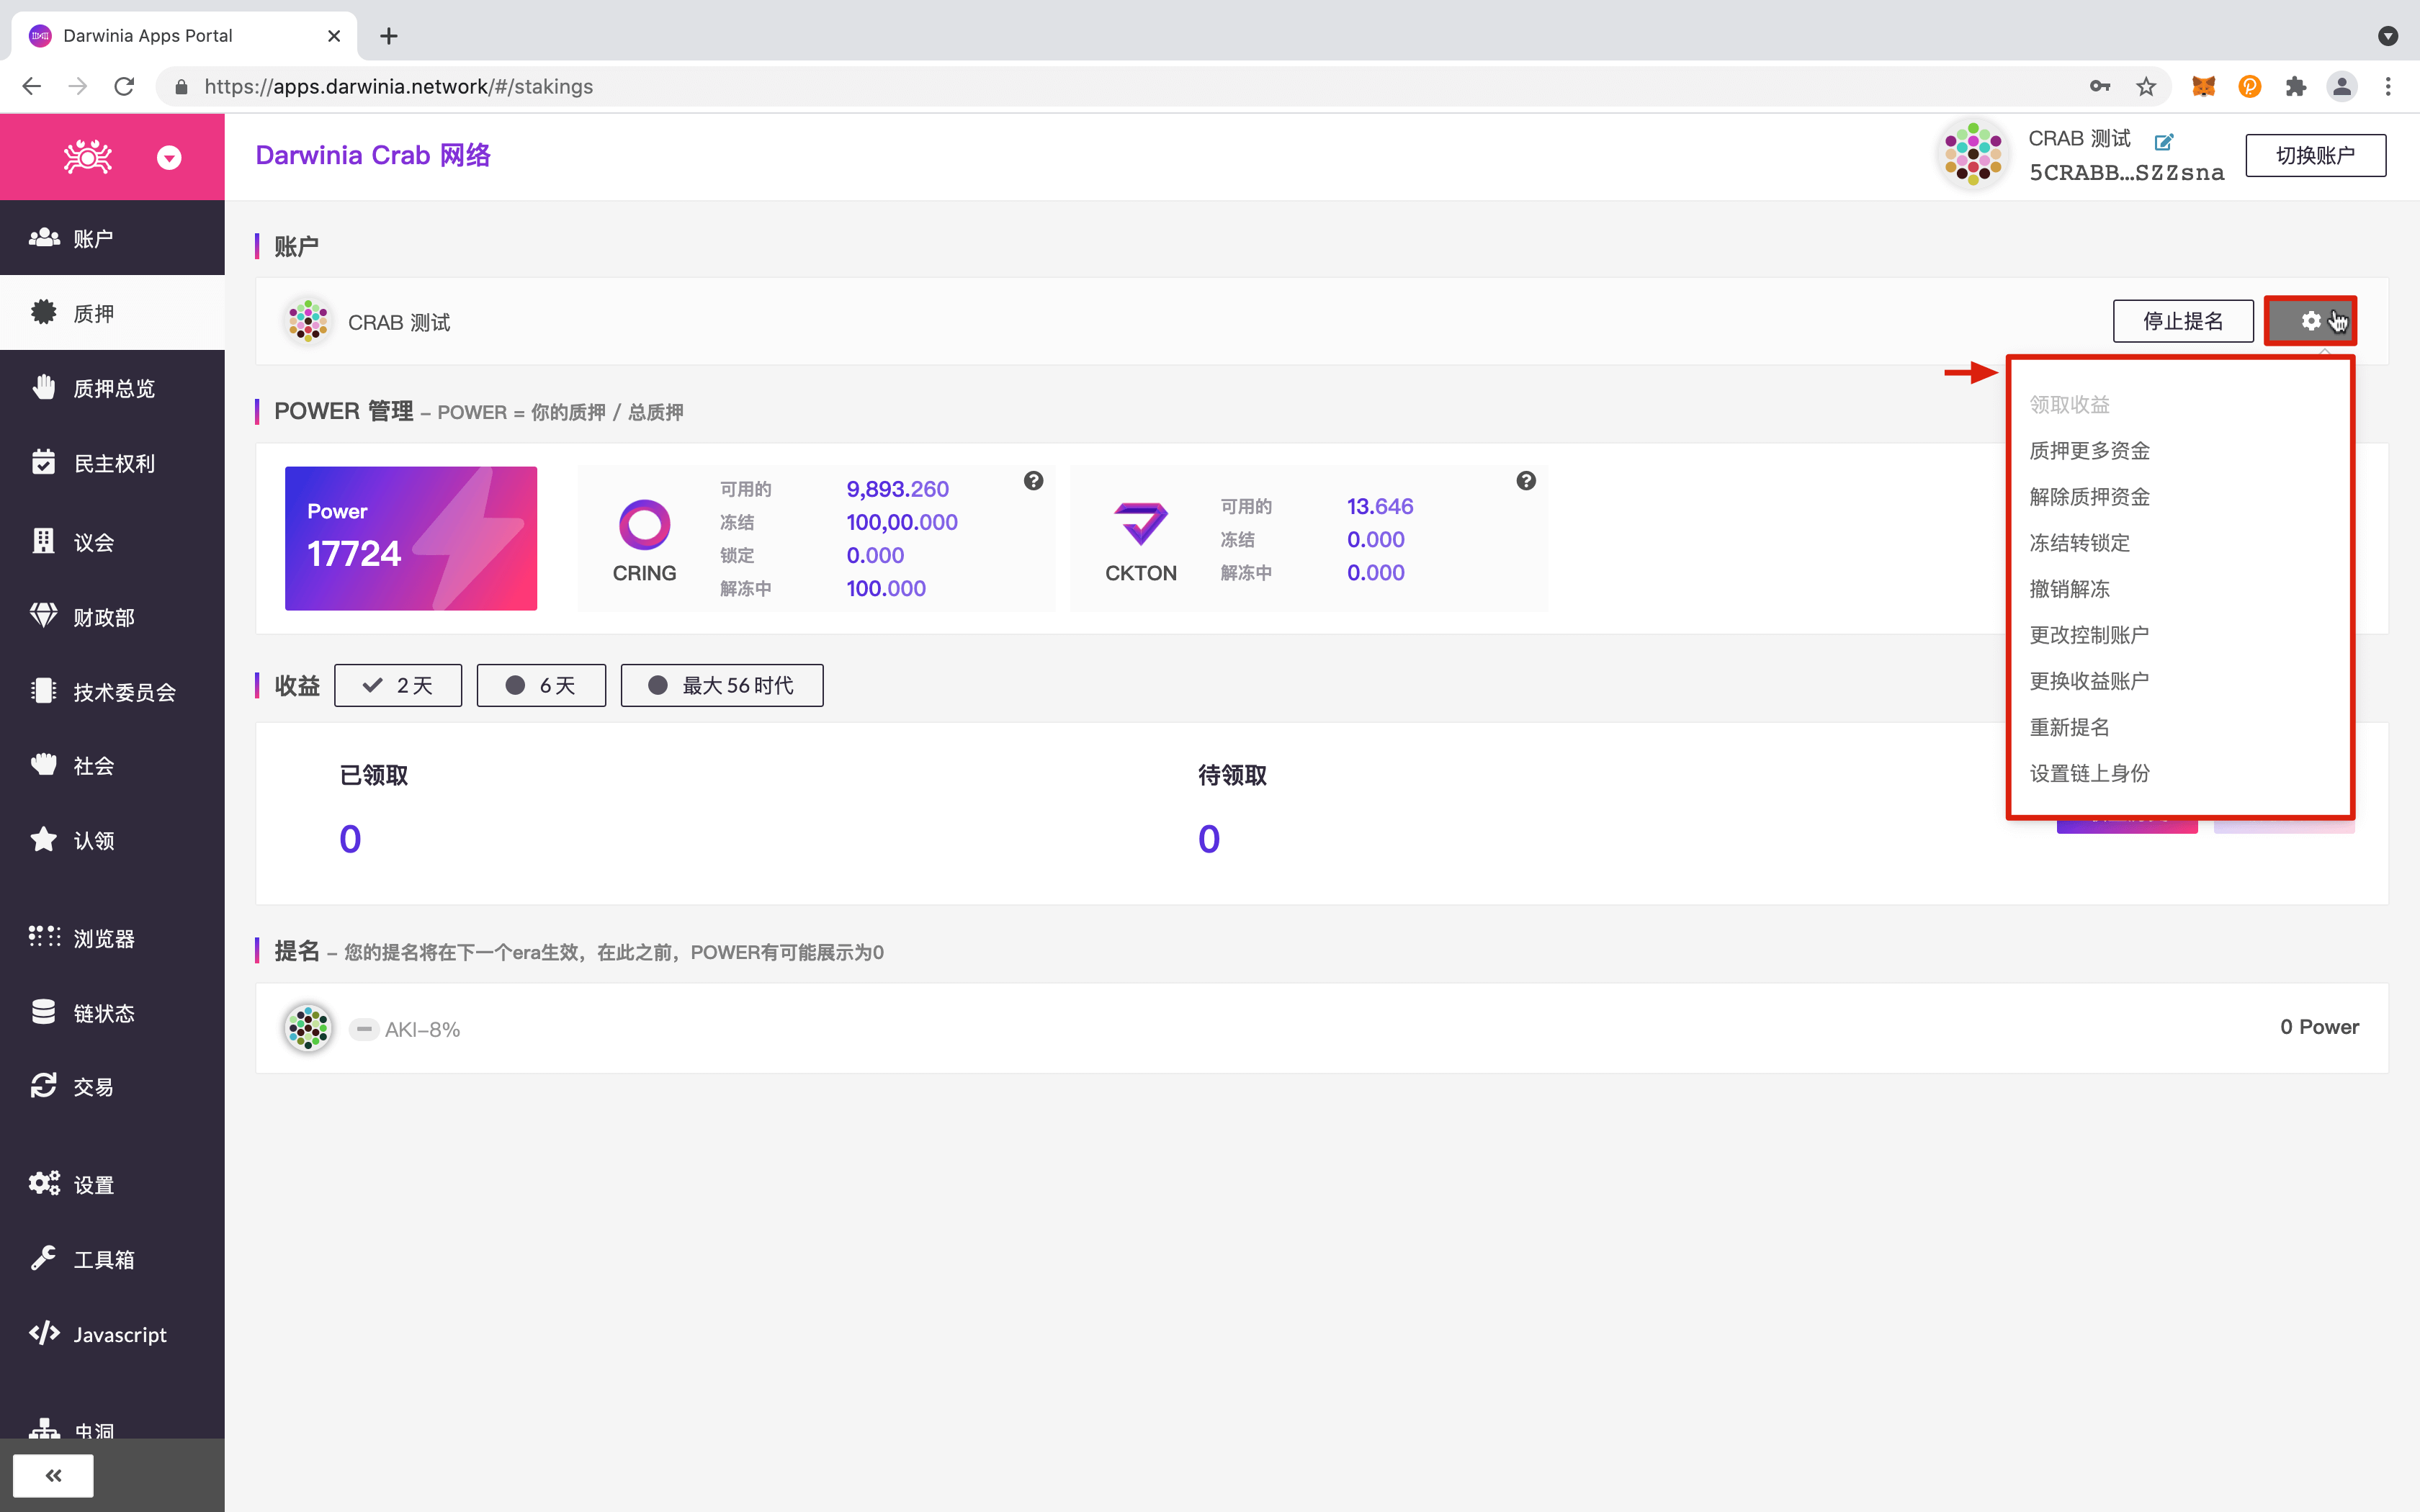 Darwinia Apps Portal
https://apps.darwinia.network/#/stakings
Darwinia Crab 网络
CRAB 测试
5CRABB...SZZsna
切换账户
账户
质押
质押总览
民主权利
议会
财政部
技术委员会
社会
认领
浏览器
链状态
交易
设置
工具箱
Javascript
虫洞
账户
CRAB 测试
停止提名
领取收益
质押更多资金
解除质押资金
冻结转锁定
撤销解冻
更改控制账户
更换收益账户
重新提名
设置链上身份
POWER 管理 – POWER = 你的质押 / 总质押
Power
17724
CRING
可用的 9,893.260
冻结 100,00.000
锁定 0.000
解冻中 100.000
CKTON
可用的 13.646
冻结 0.000
解冻中 0.000
收益
2 天
6 天
最大 56 时代
已领取
0
待领取
0
提名 – 您的提名将在下一个era生效，在此之前，POWER有可能展示为0
AKI-8%
0 Power